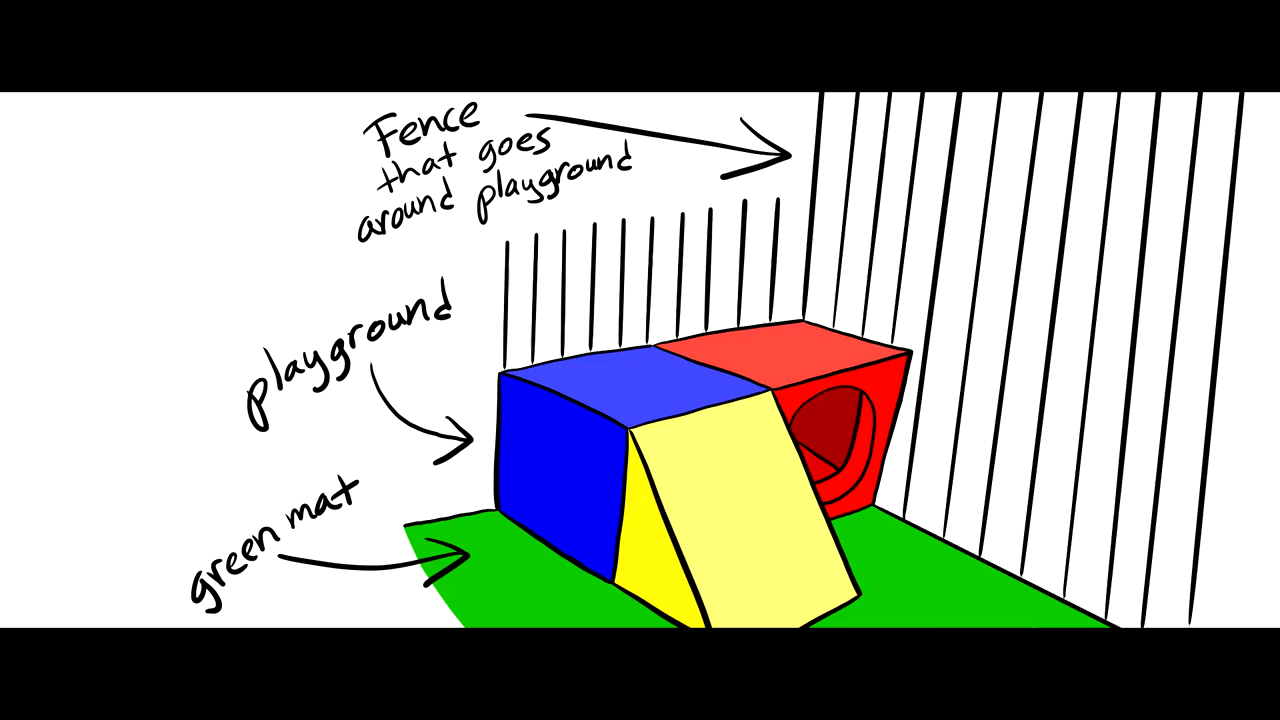 Fence
that goes
around playground
playground
green mat